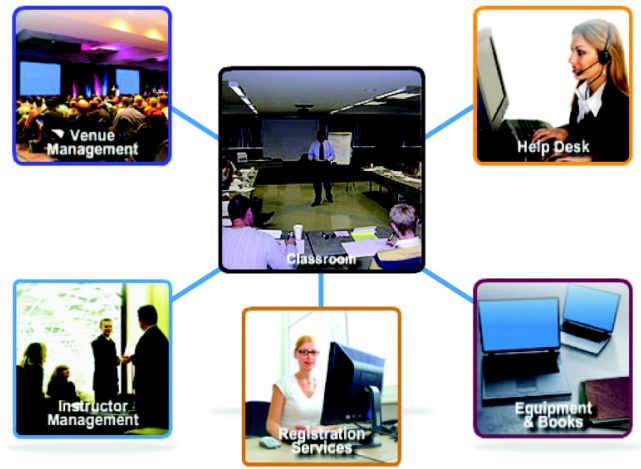 Venue
Management
Help Desk
Classroom
Instructor
Management
Registration
Services
Equipment
& Books